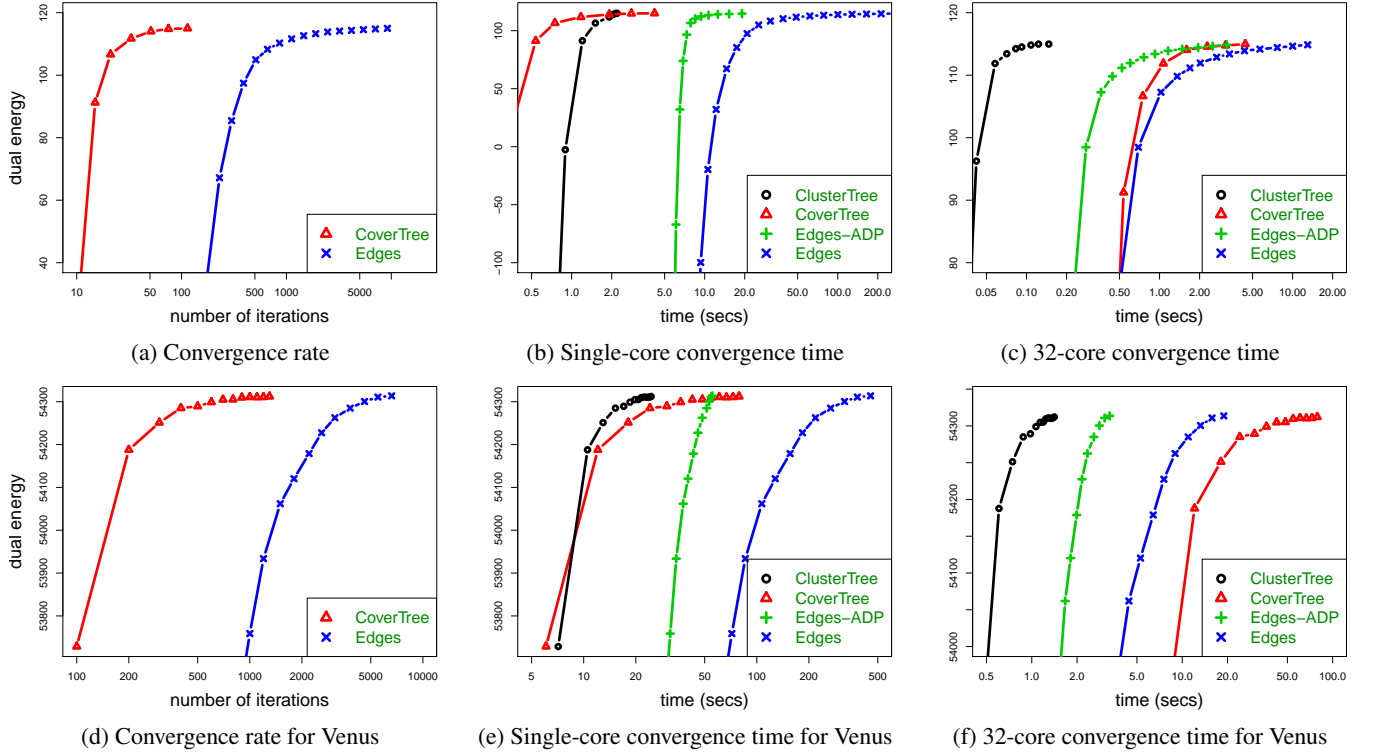 dual energy
120
100
80
60
40
10
50
100
500
1000
5000
number of iterations
CoverTree
Edges
(a) Convergence rate
100
50
0
−50
−100
0.5
1.0
2.0
5.0
10.0
20.0
50.0
100.0
200.0
time (secs)
ClusterTree
CoverTree
Edges−ADP
Edges
(b) Single-core convergence time
120
110
100
90
80
0.05
0.10
0.20
0.50
1.00
2.00
5.00
10.00
20.00
time (secs)
ClusterTree
CoverTree
Edges−ADP
Edges
(c) 32-core convergence time
dual energy
54300
54200
54100
54000
53900
53800
100
200
500
1000
2000
5000
10000
number of iterations
CoverTree
Edges
(d) Convergence rate for Venus
54300
54200
54100
54000
53900
53800
5
10
20
50
100
200
500
time (secs)
ClusterTree
CoverTree
Edges−ADP
Edges
(e) Single-core convergence time for Venus
54300
54200
54100
54000
0.5
1.0
2.0
5.0
10.0
20.0
50.0
100.0
time (secs)
ClusterTree
CoverTree
Edges−ADP
Edges
(f) 32-core convergence time for Venus